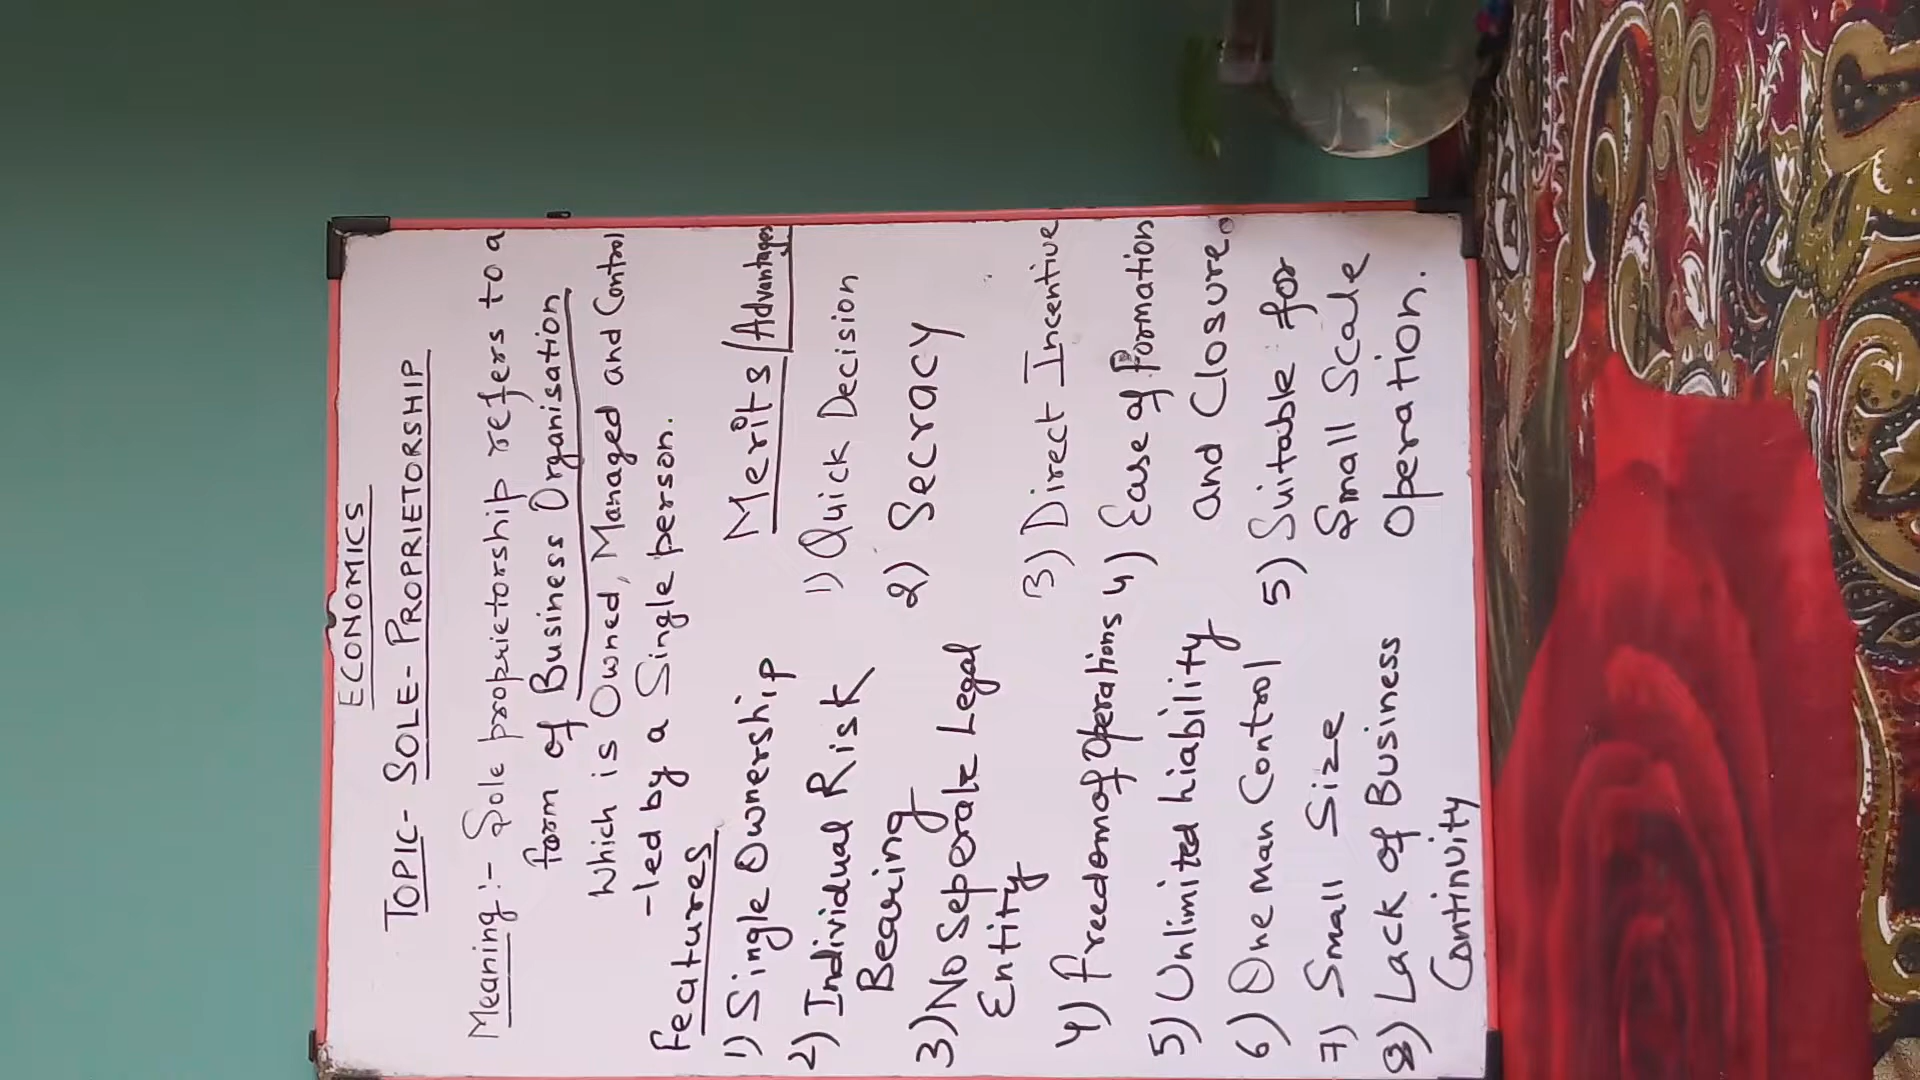 ECONOMICS
TOPIC- SOLE-PROPRIETORSHIP
Meaning:- Sole proprietorship refers to a
form of Business Organisation
Which is Owned, Managed and Control
-led by a Single person.
Features
1) Single Ownership
2) Individual Risk
Bearing
3) No Seperate Legal
Entity
4) Freedom of Operations
5) Unlimited Liability
6) One Man Control
7) Small Size
8) Lack of Business
Continuity
Merits/Advantages
1) Quick Decision
2) Secracy
3) Direct Incentive
4) Ease of Formation
and Closure.
5) Suitable for
Small Scale
Operation.